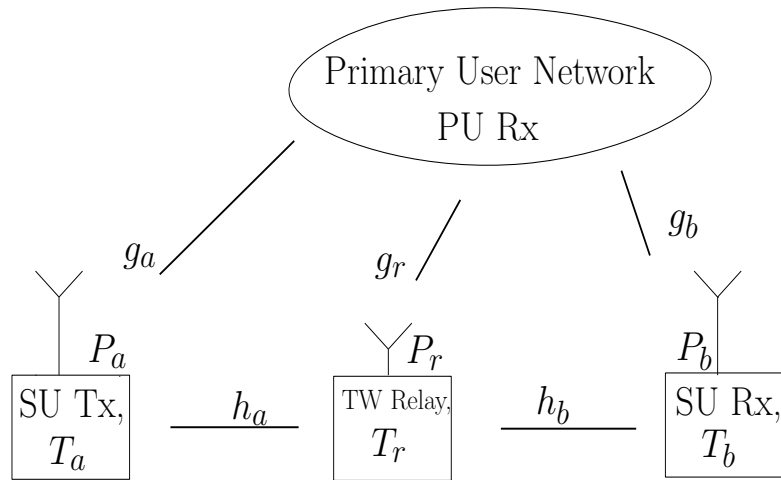 Primary User Network
PU Rx
g_a
g_r
g_b
P_a
P_r
P_b
SU Tx,
T_a
h_a
TW Relay,
T_r
h_b
SU Rx,
T_b